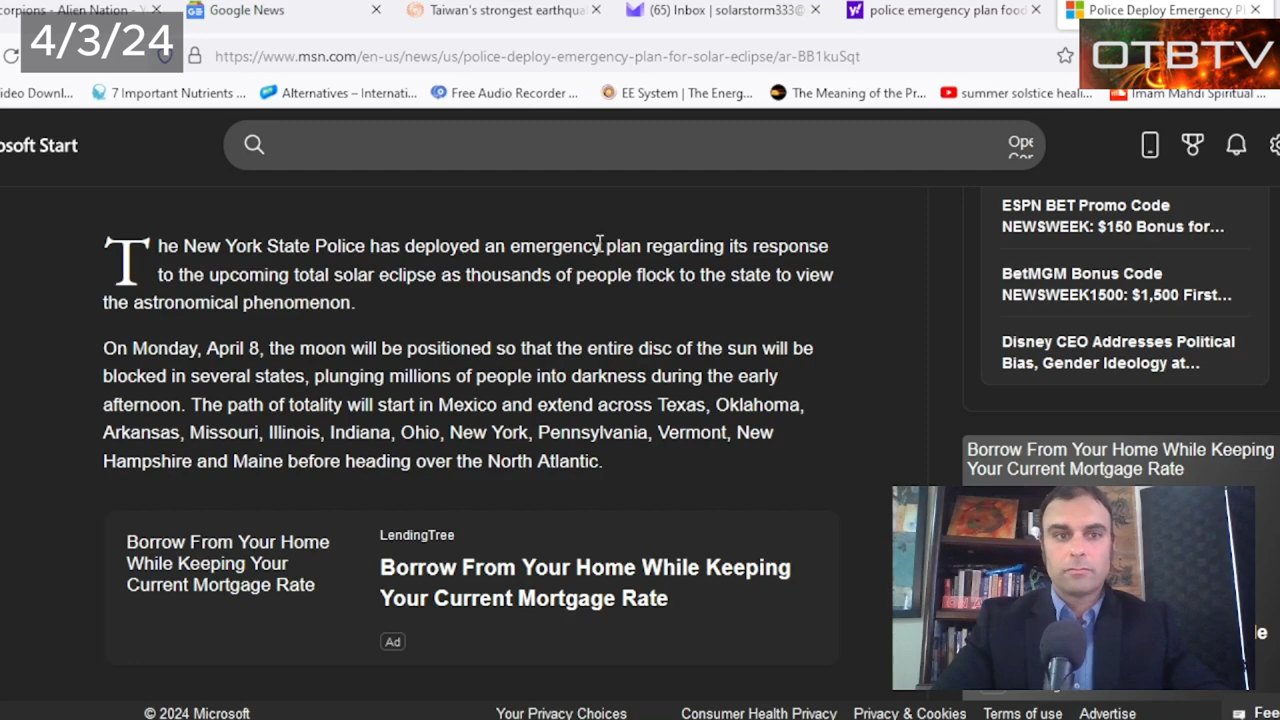 corpions - Alien Nation - Yo
Google News
Taiwan's strongest earthqua
(65) Inbox | solarstorm333@
police emergency plan food
Police Deploy Emergency P
4/3/24
https://www.msn.com/en-us/news/us/police-deploy-emergency-plan-for-solar-eclipse/ar-BB1kuSqt
OTBTV
ideo Downl...
7 Important Nutrients ...
Alternatives – Internati...
Free Audio Recorder ...
EE System | The Energ...
The Meaning of the Pr...
summer solstice heali...
Imam Mahdi Spiritual ...
osoft Start
Ope
ESPN BET Promo Code
NEWSWEEK: $150 Bonus for...
BetMGM Bonus Code
NEWSWEEK1500: $1,500 First...
Disney CEO Addresses Political
Bias, Gender Ideology at...
The New York State Police has deployed an emergency plan regarding its response
to the upcoming total solar eclipse as thousands of people flock to the state to view
the astronomical phenomenon.
On Monday, April 8, the moon will be positioned so that the entire disc of the sun will be
blocked in several states, plunging millions of people into darkness during the early
afternoon. The path of totality will start in Mexico and extend across Texas, Oklahoma,
Arkansas, Missouri, Illinois, Indiana, Ohio, New York, Pennsylvania, Vermont, New
Hampshire and Maine before heading over the North Atlantic.
Borrow From Your Home While Keeping
Your Current Mortgage Rate
Borrow From Your Home
While Keeping Your
Current Mortgage Rate
LendingTree
Borrow From Your Home While Keeping
Your Current Mortgage Rate
Ad
le
© 2024 Microsoft
Your Privacy Choices
Consumer Health Privacy
Privacy & Cookies
Terms of use
Advertise
Fee